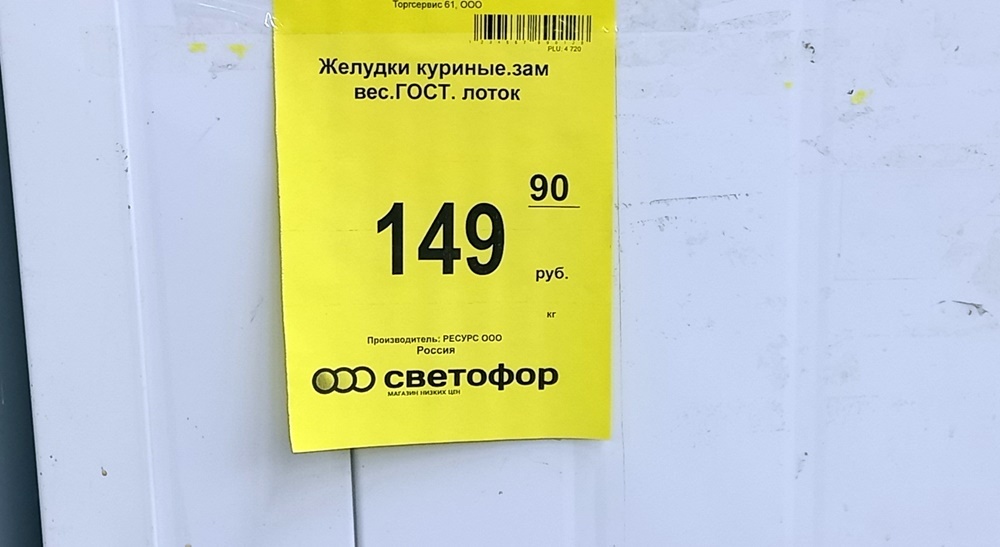 Торгсервис 61, ООО
PLU: 4 720
Желудки куриные.зам
вес.ГОСТ. лоток
149
90
руб.
кг
Производитель: РЕСУРС ООО
Россия
светофор
МАГАЗИН НИЗКИХ ЦЕН